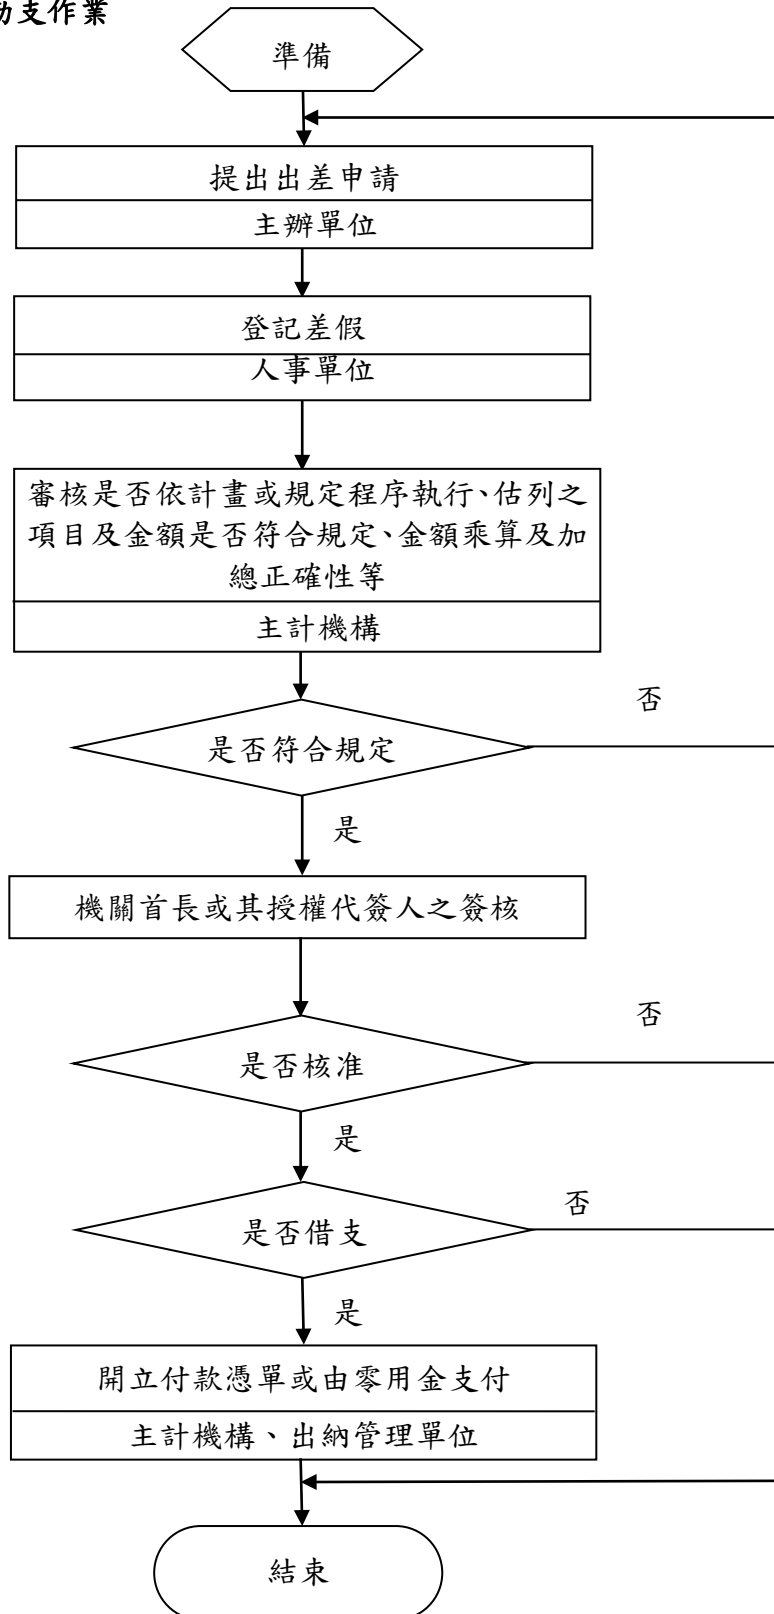 支作業
準備
提出出差申請
主辦單位
登記差假
人事單位
審核是否依計畫或規定程序執行、估列之
項目及金額是否符合規定、金額乘算及加
總正確性等
主計機構
否
是否符合規定
是
機關首長或其授權代簽人之簽核
否
是否核准
是
否
是否借支
是
開立付款憑單或由零用金支付
主計機構、出納管理單位
結束